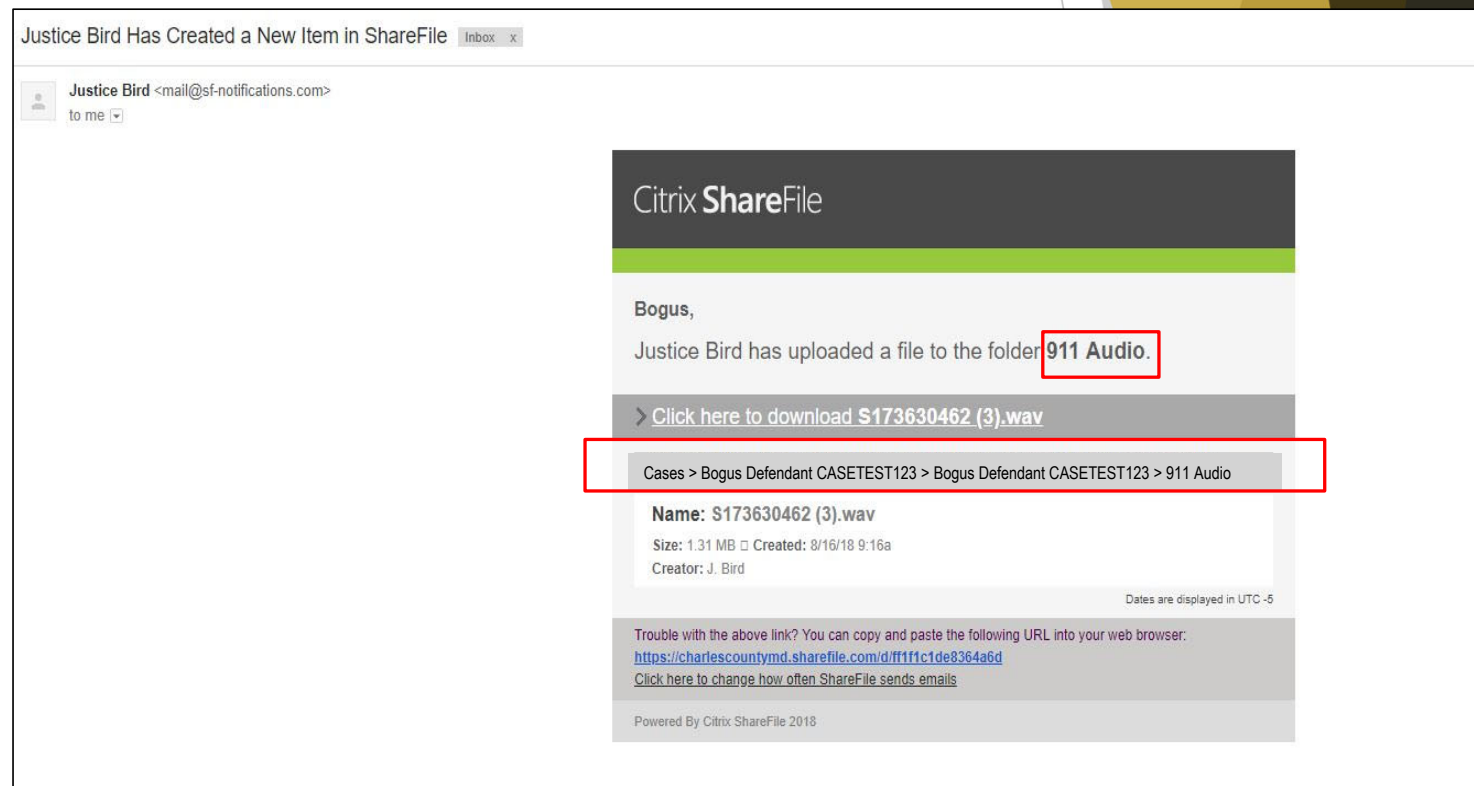 Justice Bird Has Created a New Item in ShareFile Inbox x
Justice Bird <mail@sf-notifications.com>
to me
Citrix ShareFile
Bogus,
Justice Bird has uploaded a file to the folder 911 Audio.
> Click here to download S173630462 (3).wav
Cases > Bogus Defendant CASETEST123 > Bogus Defendant CASETEST123 > 911 Audio
Name: S173630462 (3).wav
Size: 1.31 MB □ Created: 8/16/18 9:16a
Creator: J. Bird
Dates are displayed in UTC -5
Trouble with the above link? You can copy and paste the following URL into your web browser:
https://charlescountymd.sharefile.com/d/ff1f1c1de8364a6d
Click here to change how often ShareFile sends emails
Powered By Citrix ShareFile 2018